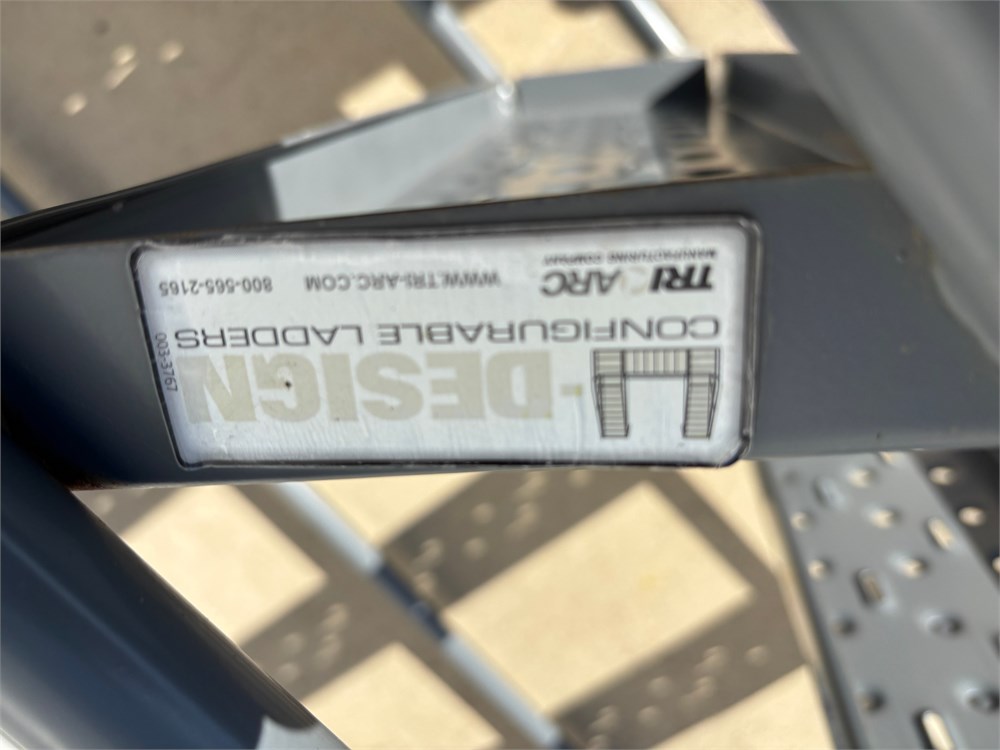 U-DESIGN
CONFIGURABLE LADDERS
TRI-ARC WWW.TRI-ARC.COM 800-565-2165
MANUFACTURING COMPANY
003-3767